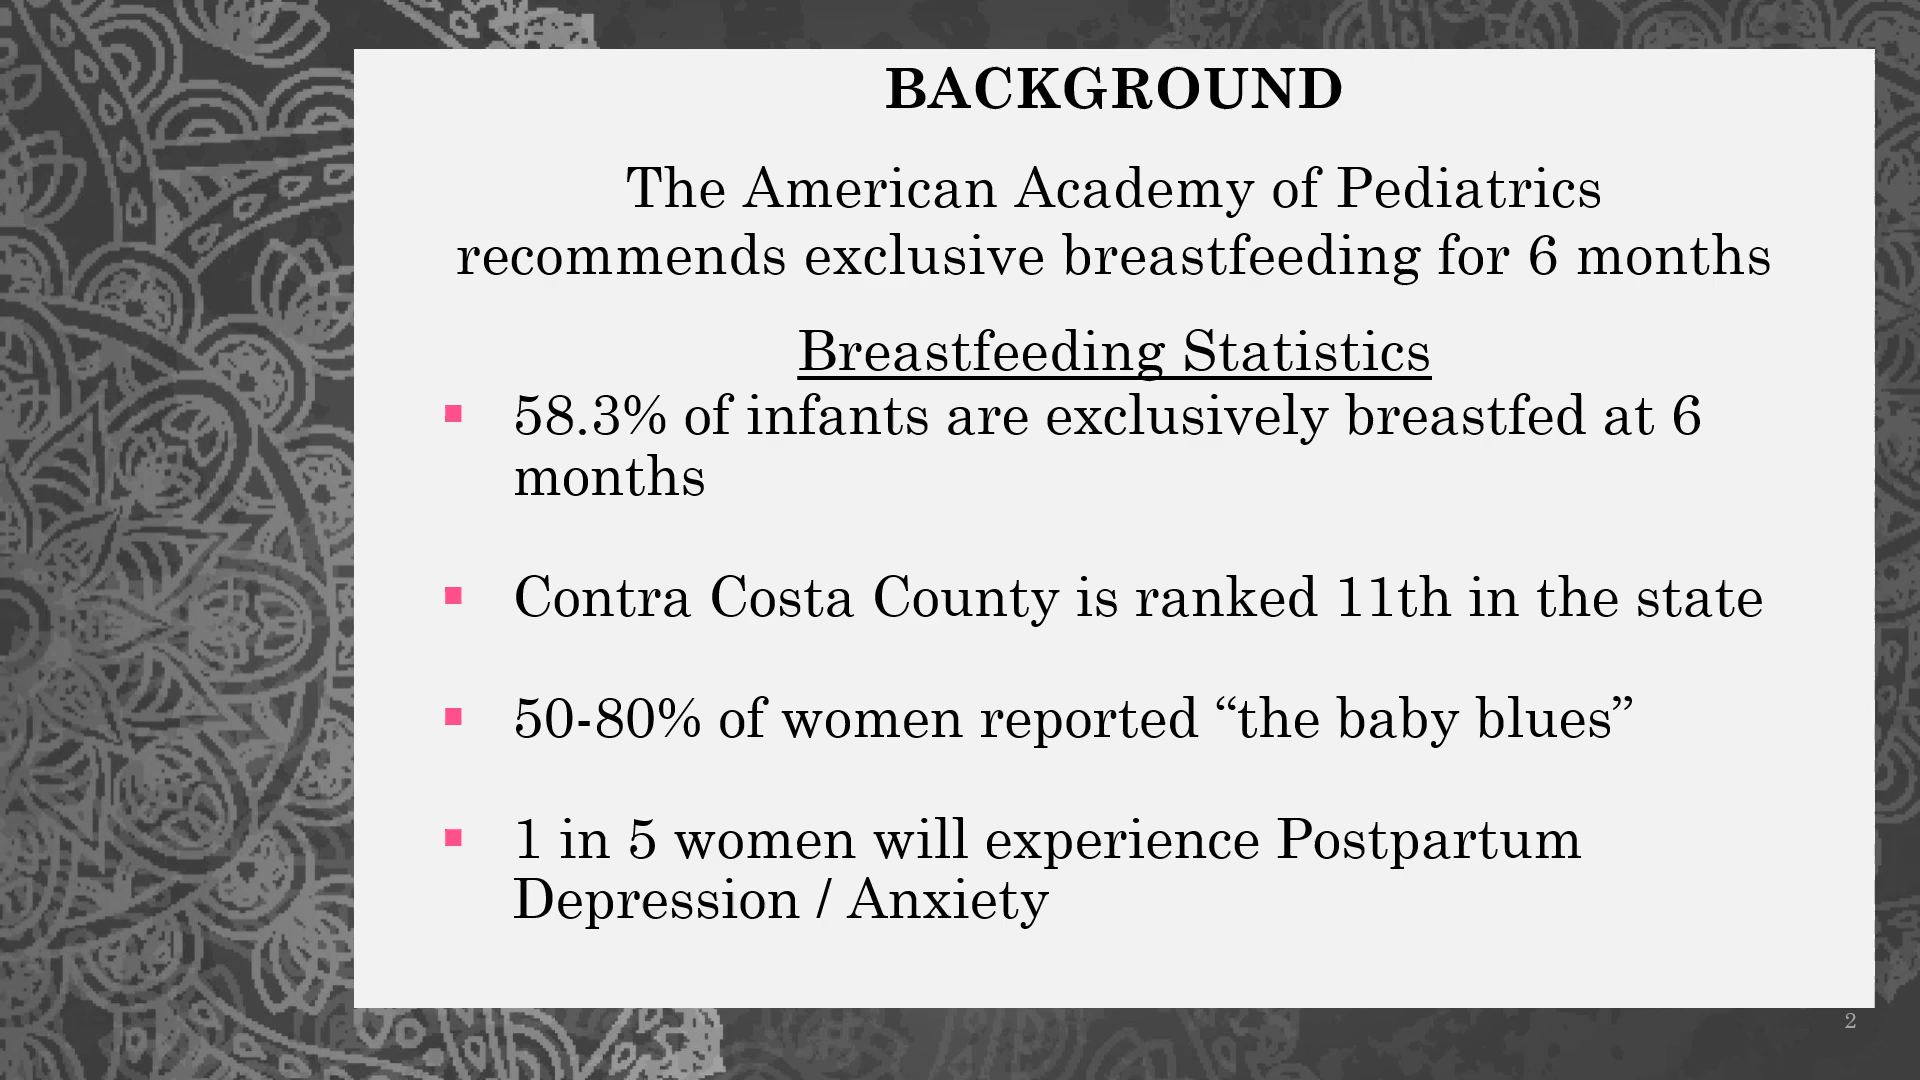 BACKGROUND
The American Academy of Pediatrics
recommends exclusive breastfeeding for 6 months
Breastfeeding Statistics
▪ 58.3% of infants are exclusively breastfed at 6
months
▪ Contra Costa County is ranked 11th in the state
▪ 50-80% of women reported “the baby blues”
▪ 1 in 5 women will experience Postpartum
Depression / Anxiety
2